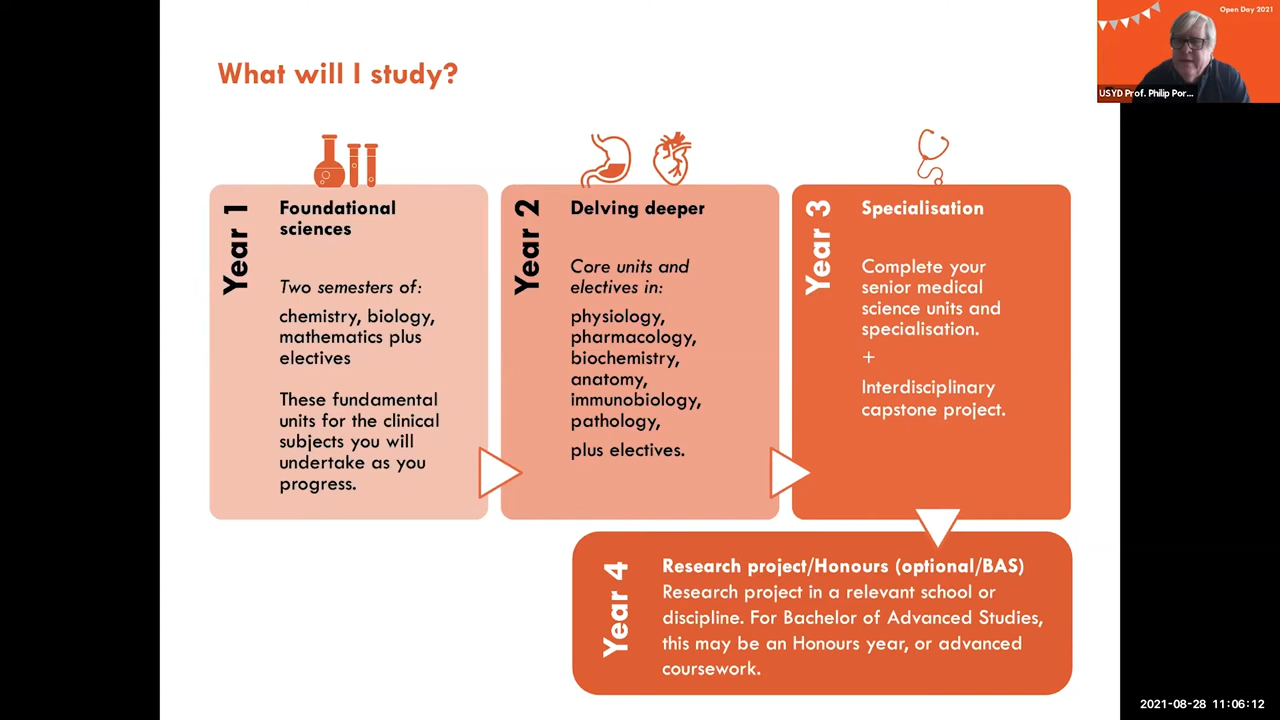 Open Day 2021
USYD Prof. Philip Por...
What will I study?
Year 1
Foundational
sciences
Two semesters of:
chemistry, biology,
mathematics plus
electives
These fundamental
units for the clinical
subjects you will
undertake as you
progress.
Year 2
Delving deeper
Core units and
electives in:
physiology,
pharmacology,
biochemistry,
anatomy,
immunobiology,
pathology,
plus electives.
Year 3
Specialisation
Complete your
senior medical
science units and
specialisation.
+
Interdisciplinary
capstone project.
Year 4
Research project/Honours (optional/BAS)
Research project in a relevant school or
discipline. For Bachelor of Advanced Studies,
this may be an Honours year, or advanced
coursework.
2021-08-28 11:06:12